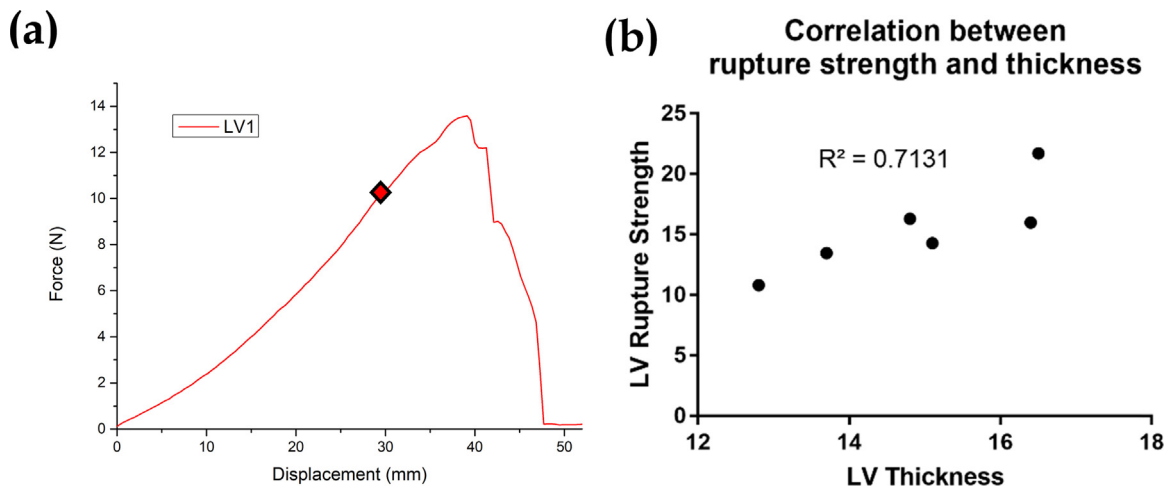 (a)
14
12
10
8
6
4
2
0
Force (N)
LV1
0 10 20 30 40 50
Displacement (mm)
(b)
Correlation between
rupture strength and thickness
25
20
15
10
5
0
LV Rupture Strength
R² = 0.7131
12 14 16 18
LV Thickness